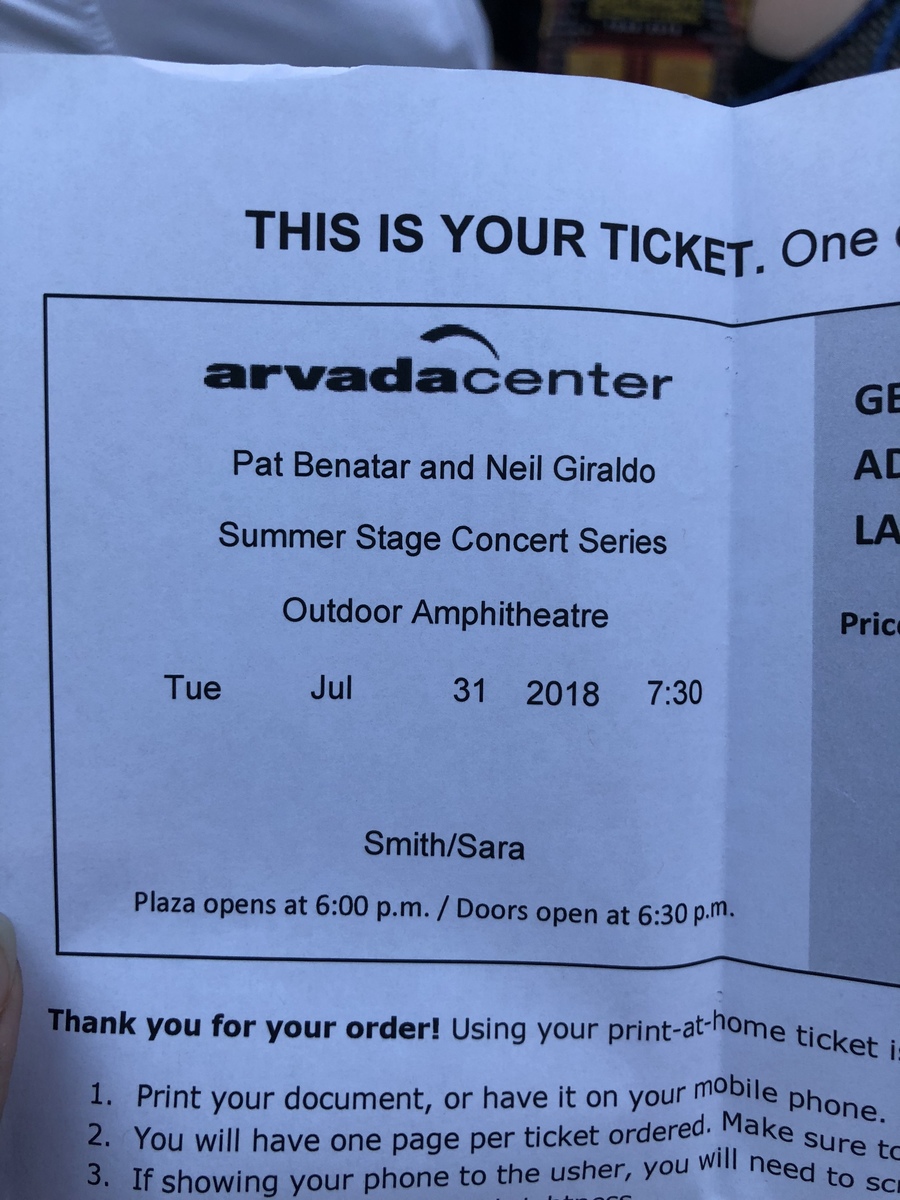 THIS IS YOUR TICKET. One
arvadacenter
Pat Benatar and Neil Giraldo
Summer Stage Concert Series
Outdoor Amphitheatre
Tue Jul 31 2018 7:30
Smith/Sara
Plaza opens at 6:00 p.m. / Doors open at 6:30 p.m.
GE
AD
LA
Price
Thank you for your order! Using your print-at-home ticket is
1. Print your document, or have it on your mobile phone.
2. You will have one page per ticket ordered. Make sure to
3. If showing your phone to the usher, you will need to scr